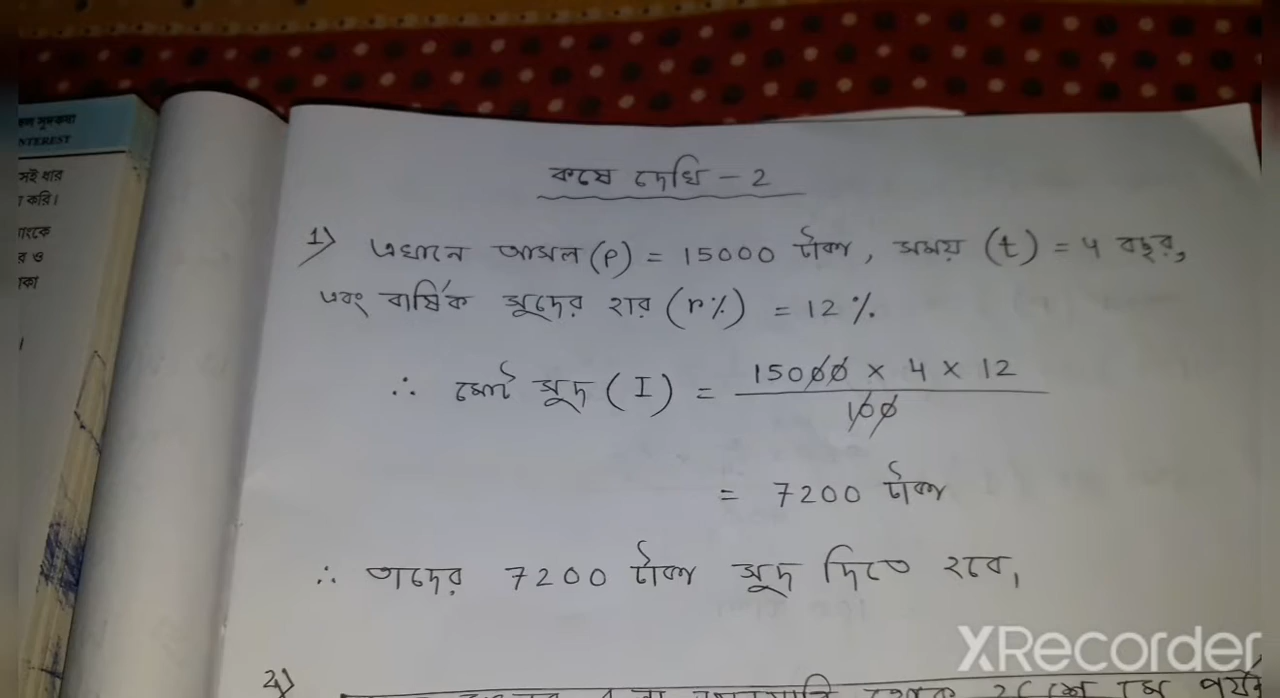 INTEREST
কষে দেখি - 2
1) এখানে আসল (P) = 15000 টাকা, সময় (t) = 4 বছর,
এবং বার্ষিক সুদের হার (r%) = 12%.
∴ মোট সুদ (I) = 15000 × 4 × 12
100
= 7200 টাকা
∴ তাদের 7200 টাকা সুদ দিতে হবে।
2)
XRecorder